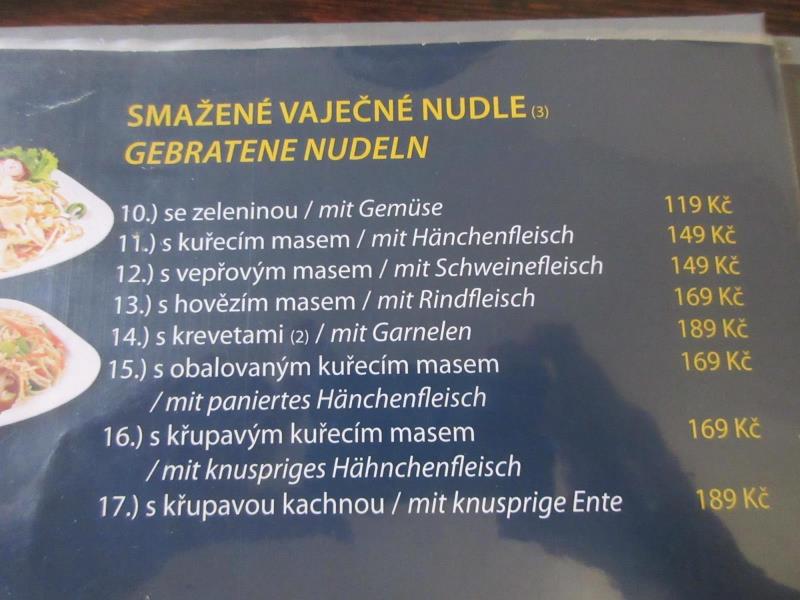 SMAŽENÉ VAJEČNÉ NUDLE (3)
GEBRATENE NUDELN
10.) se zeleninou / mit Gemüse 119 Kč
11.) s kuřecím masem / mit Hänchenfleisch 149 Kč
12.) s vepřovým masem / mit Schweinefleisch 149 Kč
13.) s hovězím masem / mit Rindfleisch 169 Kč
14.) s krevetami (2) / mit Garnelen 189 Kč
15.) s obalovaným kuřecím masem 169 Kč
/ mit paniertes Hänchenfleisch
16.) s křupavým kuřecím masem 169 Kč
/ mit knuspriges Hähnchenfleisch
17.) s křupavou kachnou / mit knusprige Ente 189 Kč